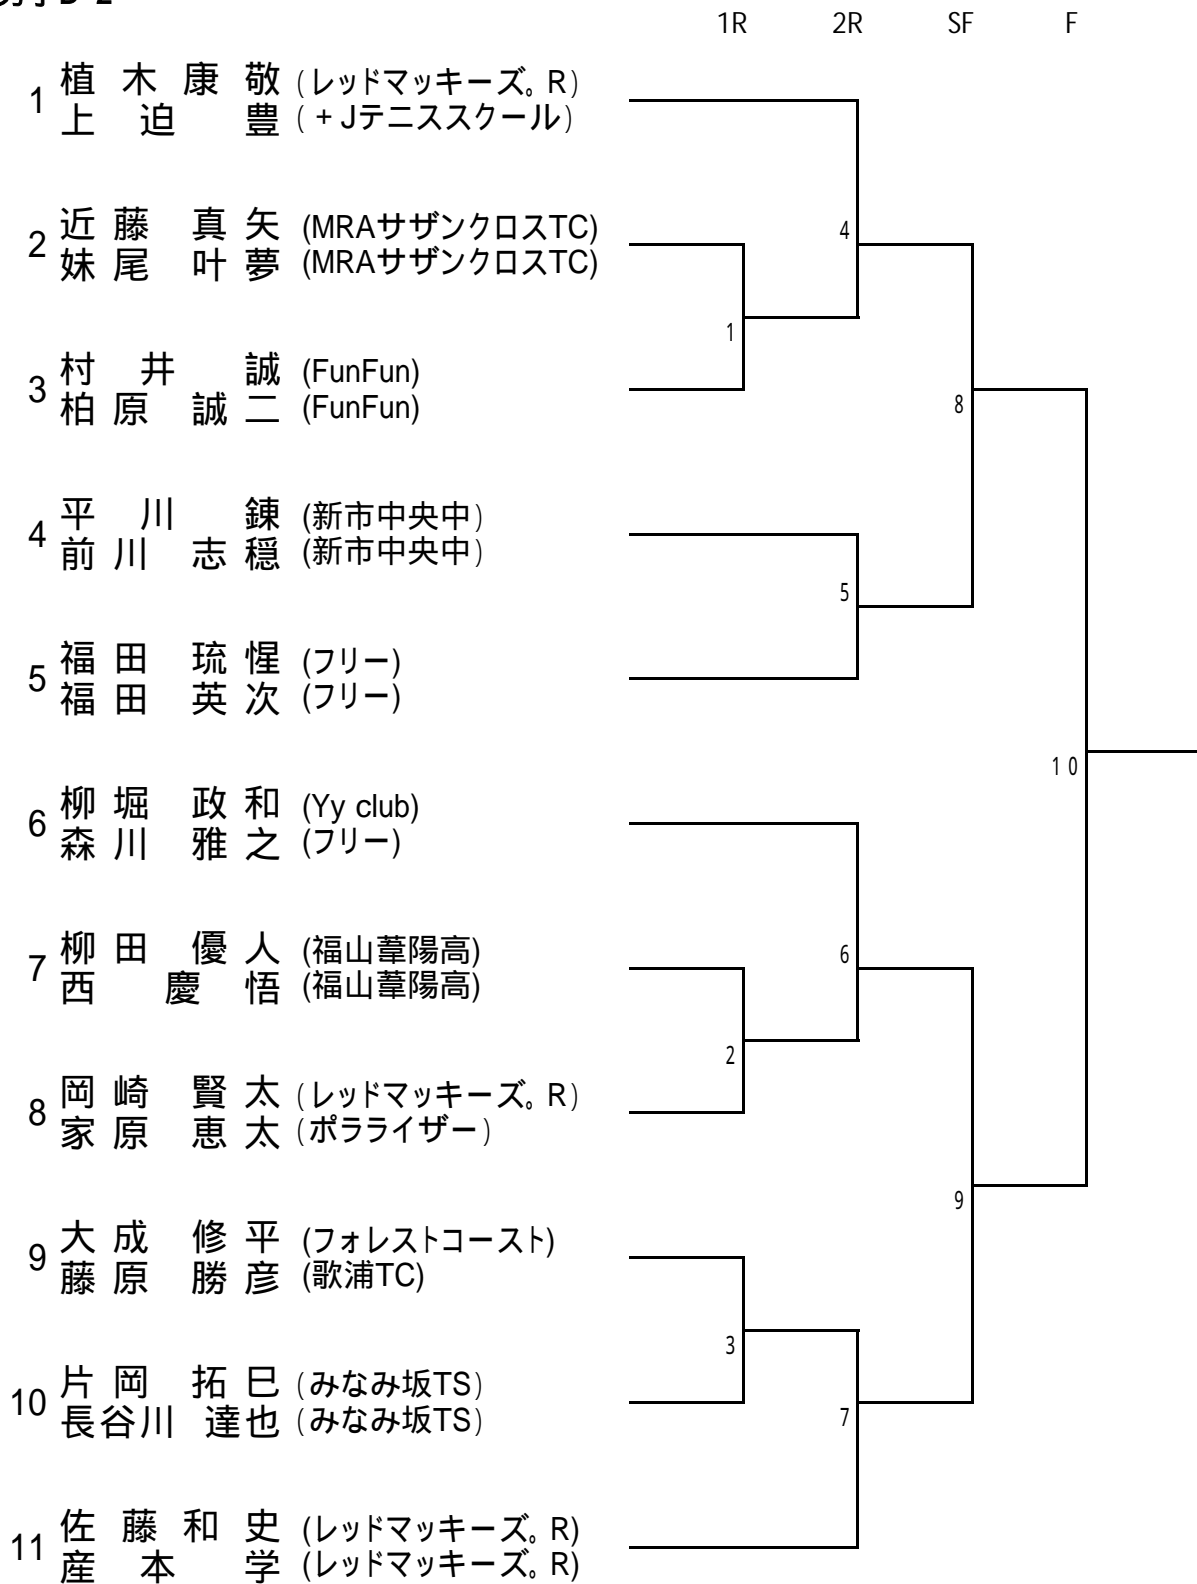 1R 2R SF F
1 植木康敬 (レッドマッキーズ。R)
上迫豊 (+Jテニススクール)
2 近藤真矢 (MRAサザンクロスTC)
妹尾叶夢 (MRAサザンクロスTC)
4
1
3 村井誠 (FunFun)
柏原誠二 (FunFun)
8
4 平川錬 (新市中央中)
前川志穏 (新市中央中)
5
5 福田琉惺 (フリー)
福田英次 (フリー)
10
6 柳堀政和 (Yy club)
森川雅之 (フリー)
7 柳田優人 (福山葦陽高)
西慶悟 (福山葦陽高)
6
2
8 岡崎賢太 (レッドマッキーズ。R)
家原恵太 (ポラライザー)
9
9 大成修平 (フォレストコースト)
藤原勝彦 (歌浦TC)
3
10 片岡拓巳 (みなみ坂TS)
長谷川達也 (みなみ坂TS)
7
11 佐藤和史 (レッドマッキーズ。R)
産本学 (レッドマッキーズ。R)